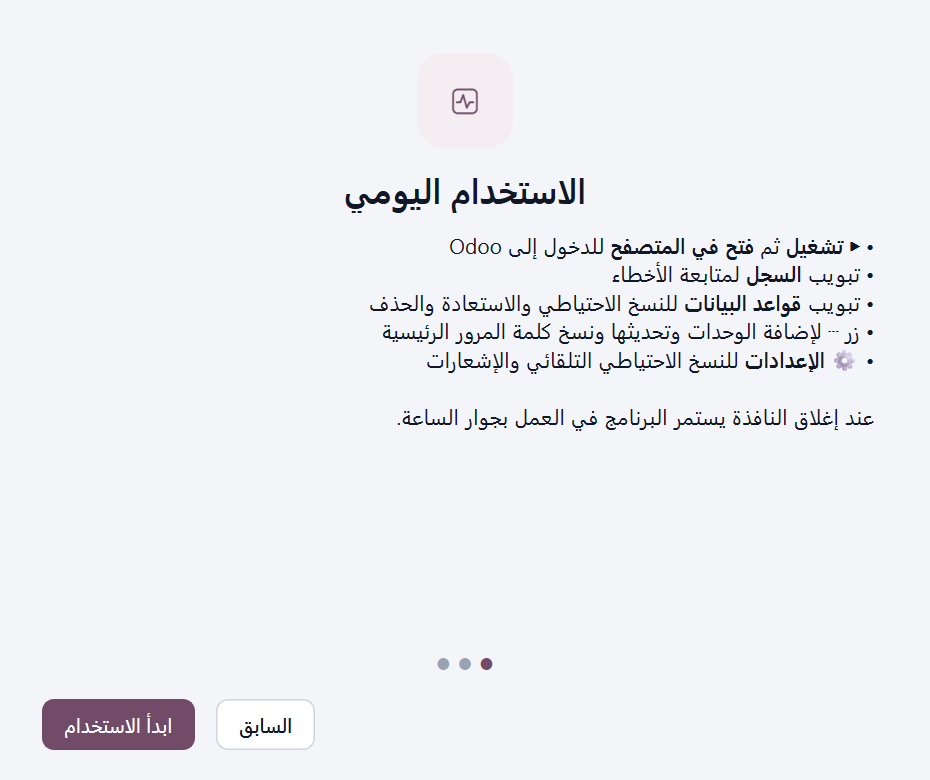 الاستخدام اليومي
• ▶ تشغيل ثم فتح في المتصفح للدخول إلى Odoo
• تبويب السجل لمتابعة الأخطاء
• تبويب قواعد البيانات للنسخ الاحتياطي والاستعادة والحذف
• زر ⋯ لإضافة الوحدات وتحديثها ونسخ كلمة المرور الرئيسية
• ⚙ الإعدادات للنسخ الاحتياطي التلقائي والإشعارات
عند إغلاق النافذة يستمر البرنامج في العمل بجوار الساعة.
السابق
ابدأ الاستخدام